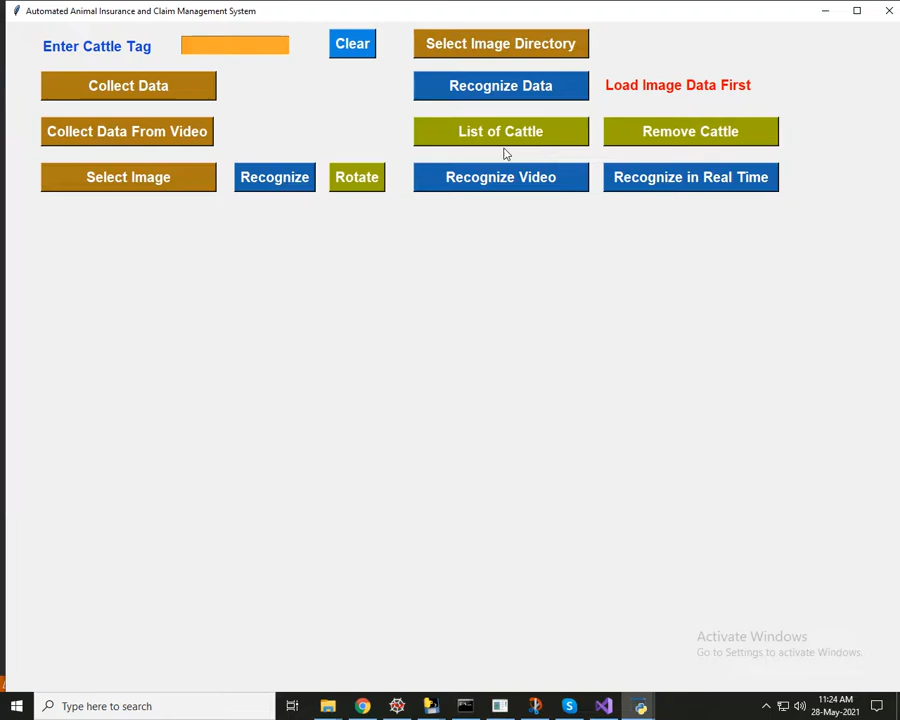 Automated Animal Insurance and Claim Management System
Enter Cattle Tag
Clear
Select Image Directory
Collect Data
Recognize Data
Load Image Data First
Collect Data From Video
List of Cattle
Remove Cattle
Select Image
Recognize
Rotate
Recognize Video
Recognize in Real Time
Activate Windows
Go to Settings to activate Windows.
Type here to search
11:24 AM
28-May-2021